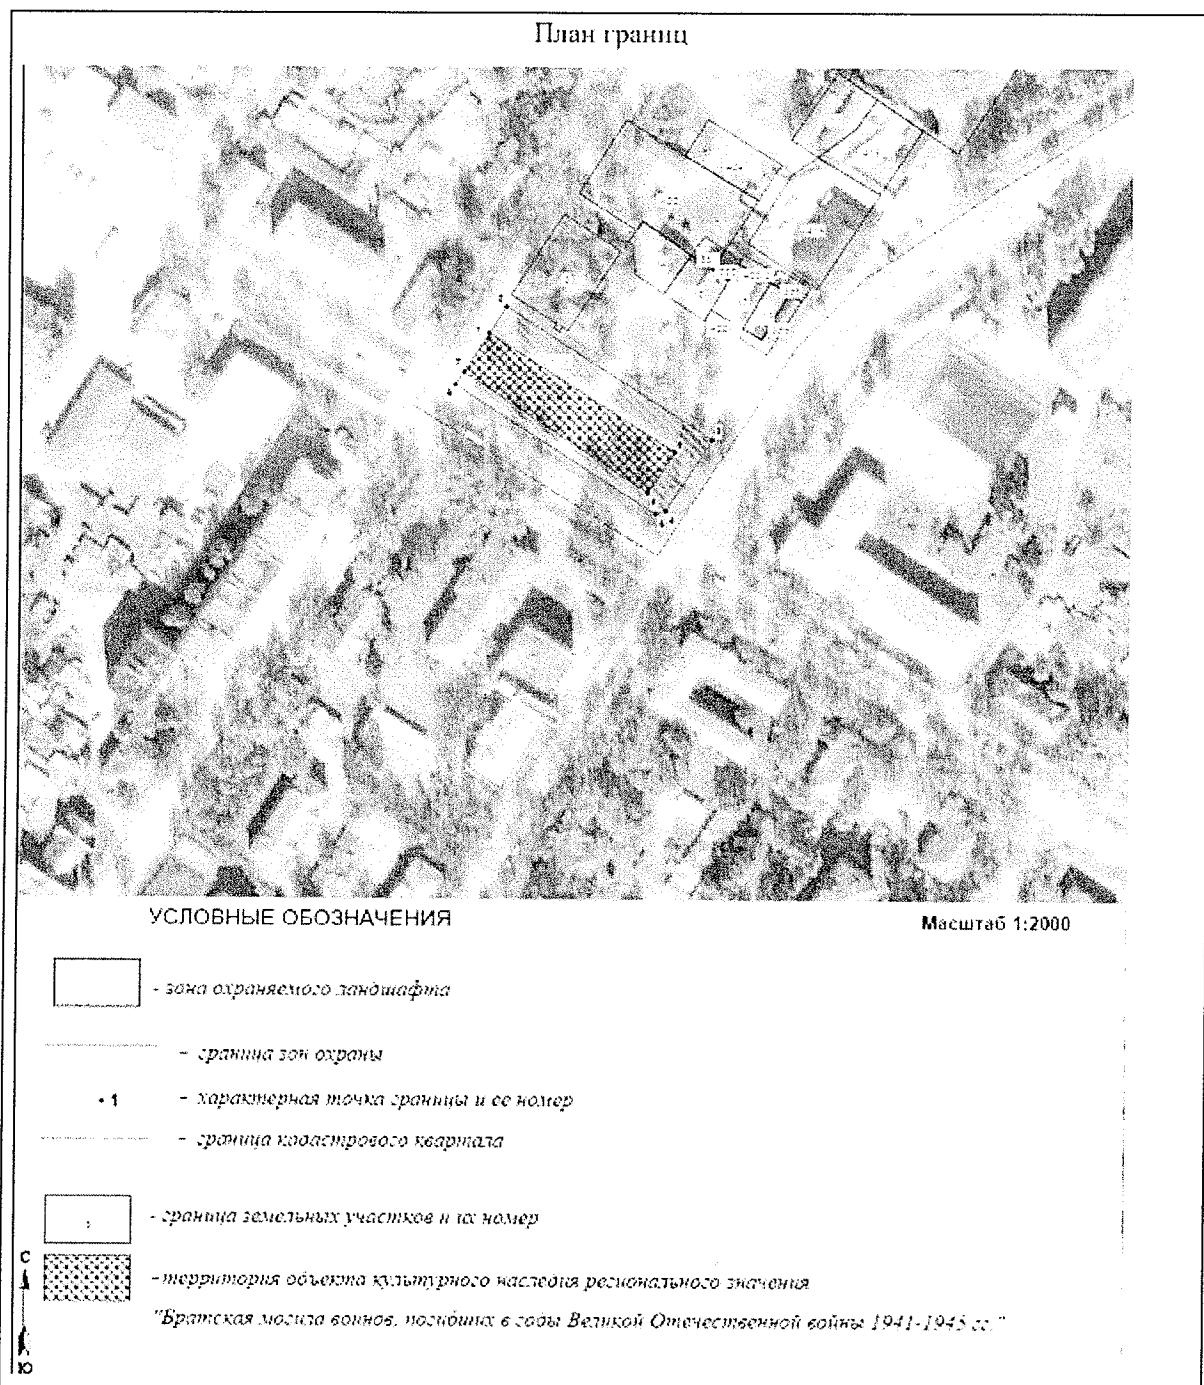 План границ
УСЛОВНЫЕ ОБОЗНАЧЕНИЯ
Масштаб 1:2000
- зона охраняемого ландшафта
- граница зон охраны
• 1 - характерная точка границы и ее номер
- граница кадастрового квартала
- граница земельных участков и их номер
С
- территория объекта культурного наследия регионального значения
"Братская могила воинов, погибших в годы Великой Отечественной войны 1941-1945 гг."
Ю